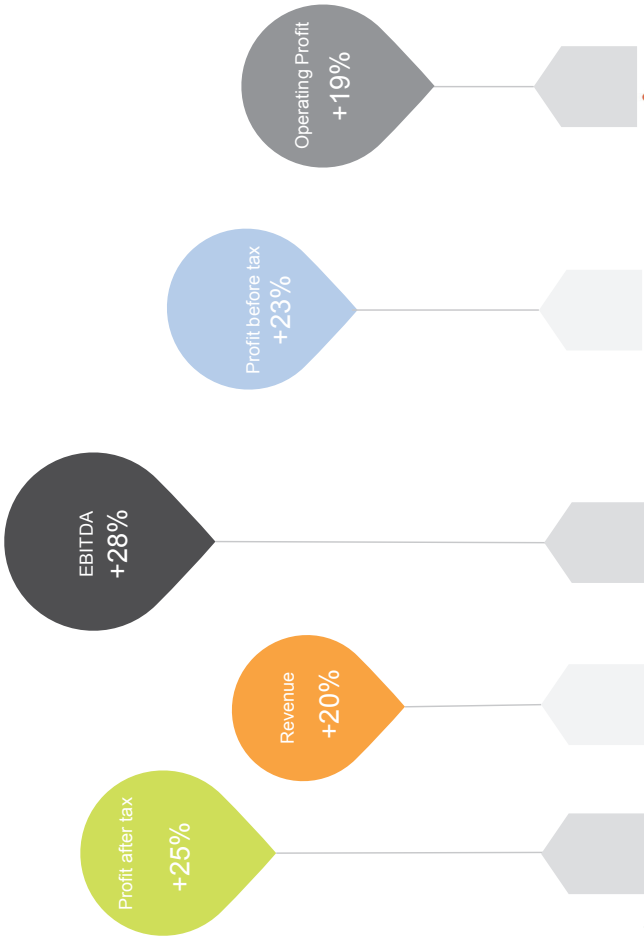 Profit after tax
+25%
Revenue
+20%
EBITDA
+28%
Profit before tax
+23%
Operating Profit
+19%